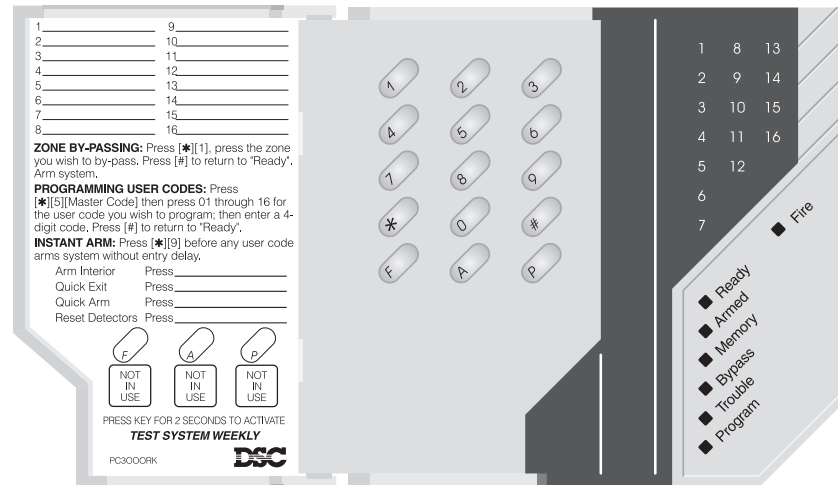 1 9
2 10
3 11
4 12
5 13
6 14
7 15
8 16
ZONE BY-PASSING: Press [✱][1], press the zone
you wish to by-pass. Press [#] to return to "Ready".
Arm system.
PROGRAMMING USER CODES: Press
[✱][5][Master Code] then press 01 through 16 for
the user code you wish to program; then enter a 4-
digit code. Press [#] to return to "Ready".
INSTANT ARM: Press [✱][9] before any user code
arms system without entry delay.
Arm Interior Press
Quick Exit Press
Quick Arm Press
Reset Detectors Press
F A P
NOT IN USE
NOT IN USE
NOT IN USE
PRESS KEY FOR 2 SECONDS TO ACTIVATE
TEST SYSTEM WEEKLY
PC3000RK DSC
1 2 3
4 5 6
7 8 9
* 0 #
F A P
1 8 13
2 9 14
3 10 15
4 11 16
5 12
6
7
Fire
Ready
Armed
Memory
Bypass
Trouble
Program